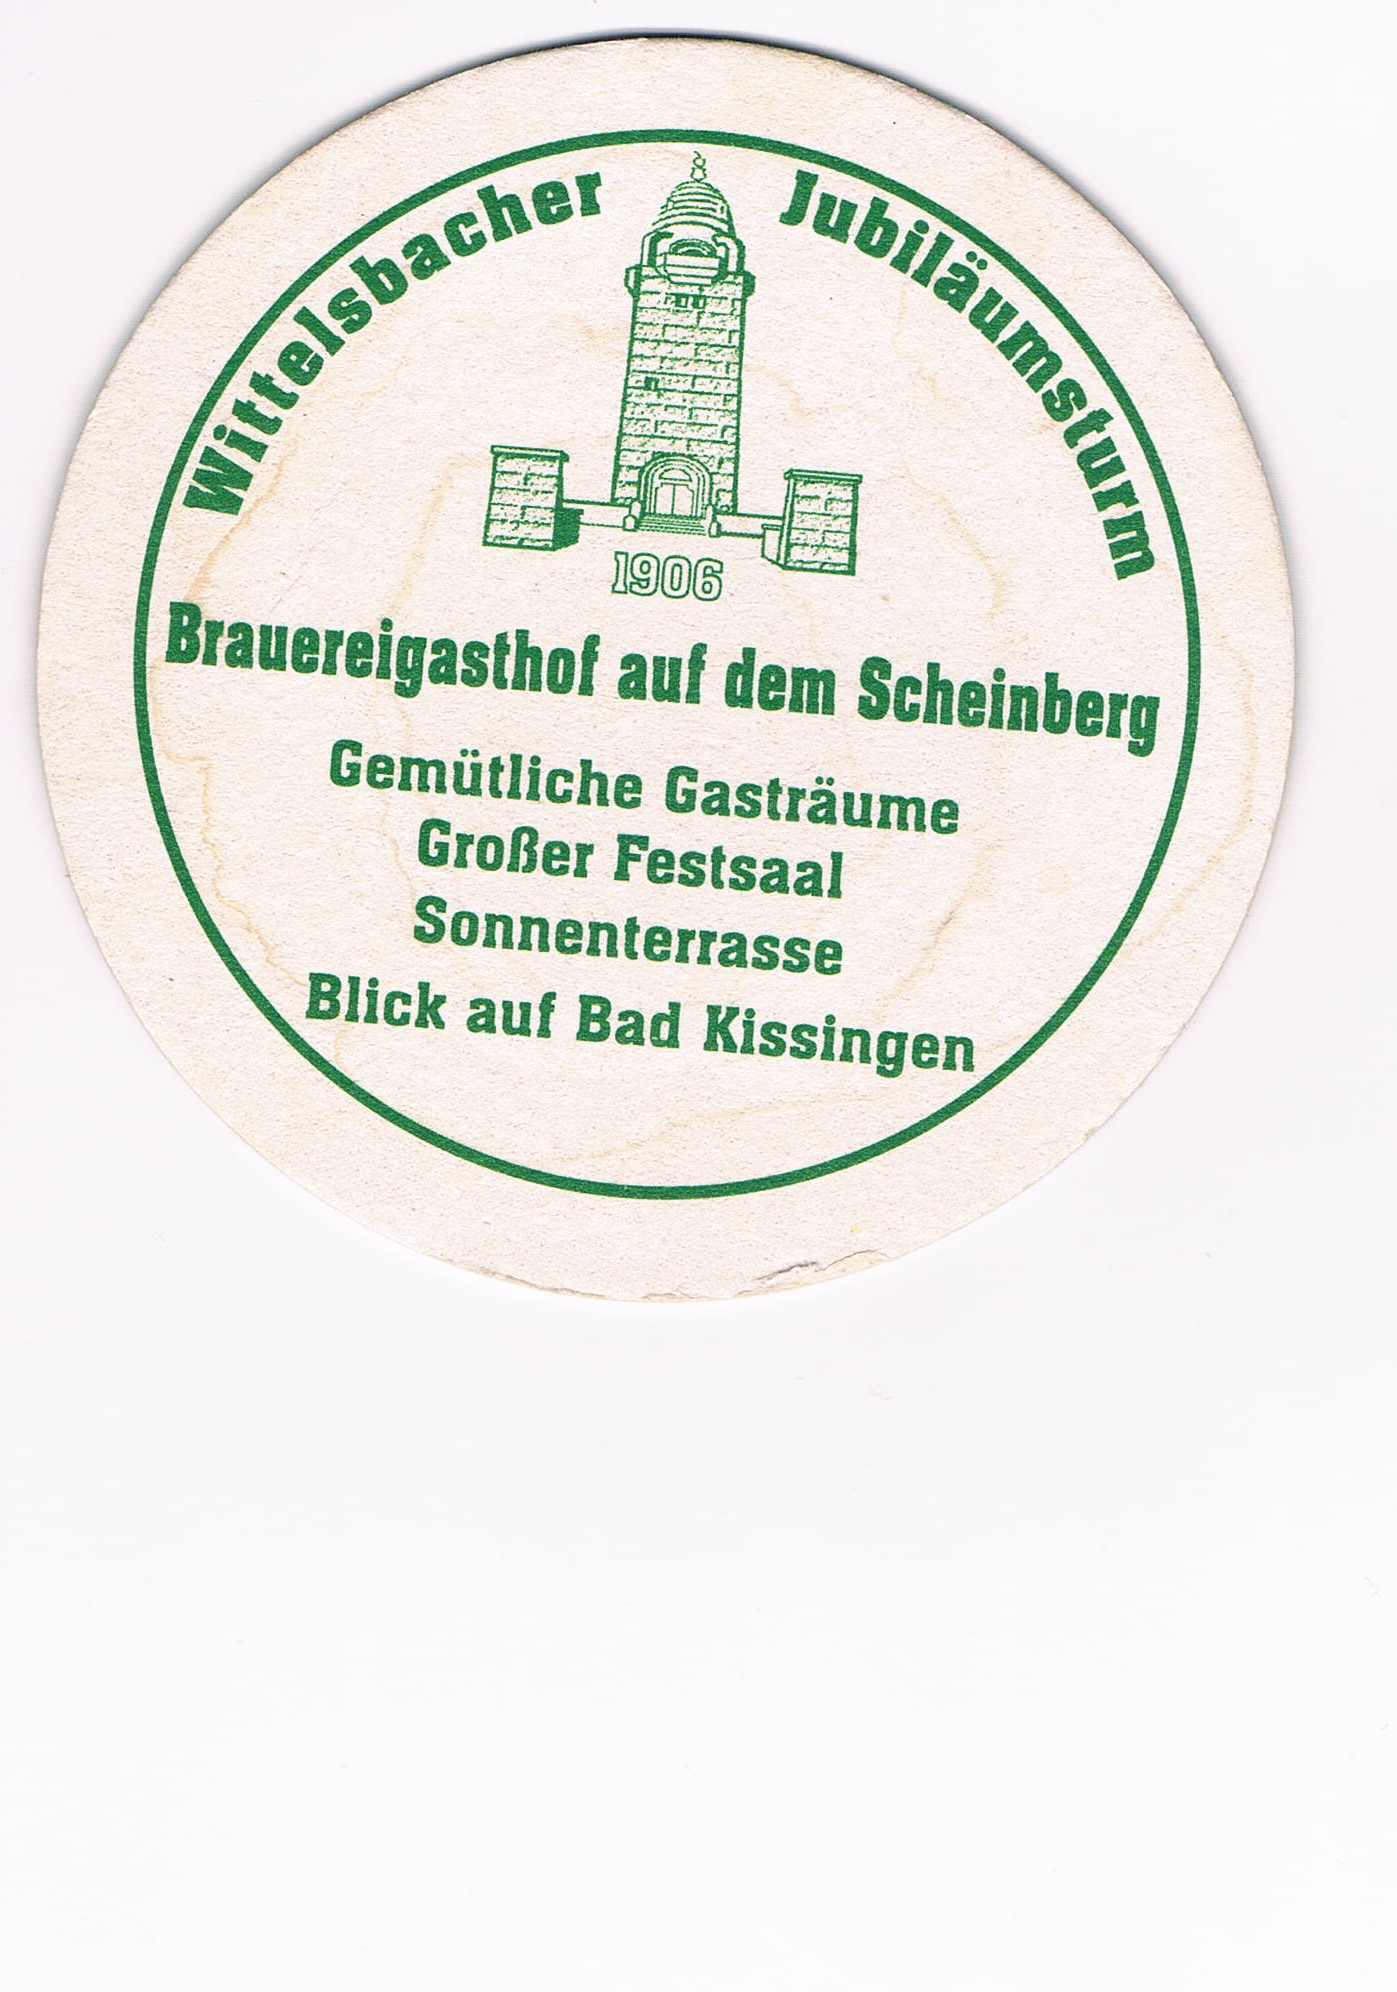 Wittelsbacher Jubiläumsturm
1906
Brauereigasthof auf dem Scheinberg
Gemütliche Gasträume
Großer Festsaal
Sonnenterrasse
Blick auf Bad Kissingen